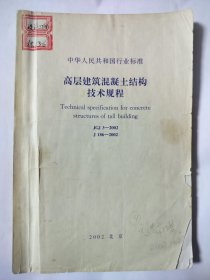 中华人民共和国行业标准
高层建筑混凝土结构
技术规程
Technical specification for concrete
structures of tall building
JGJ 3—2002
J 186—2002
2002 北京